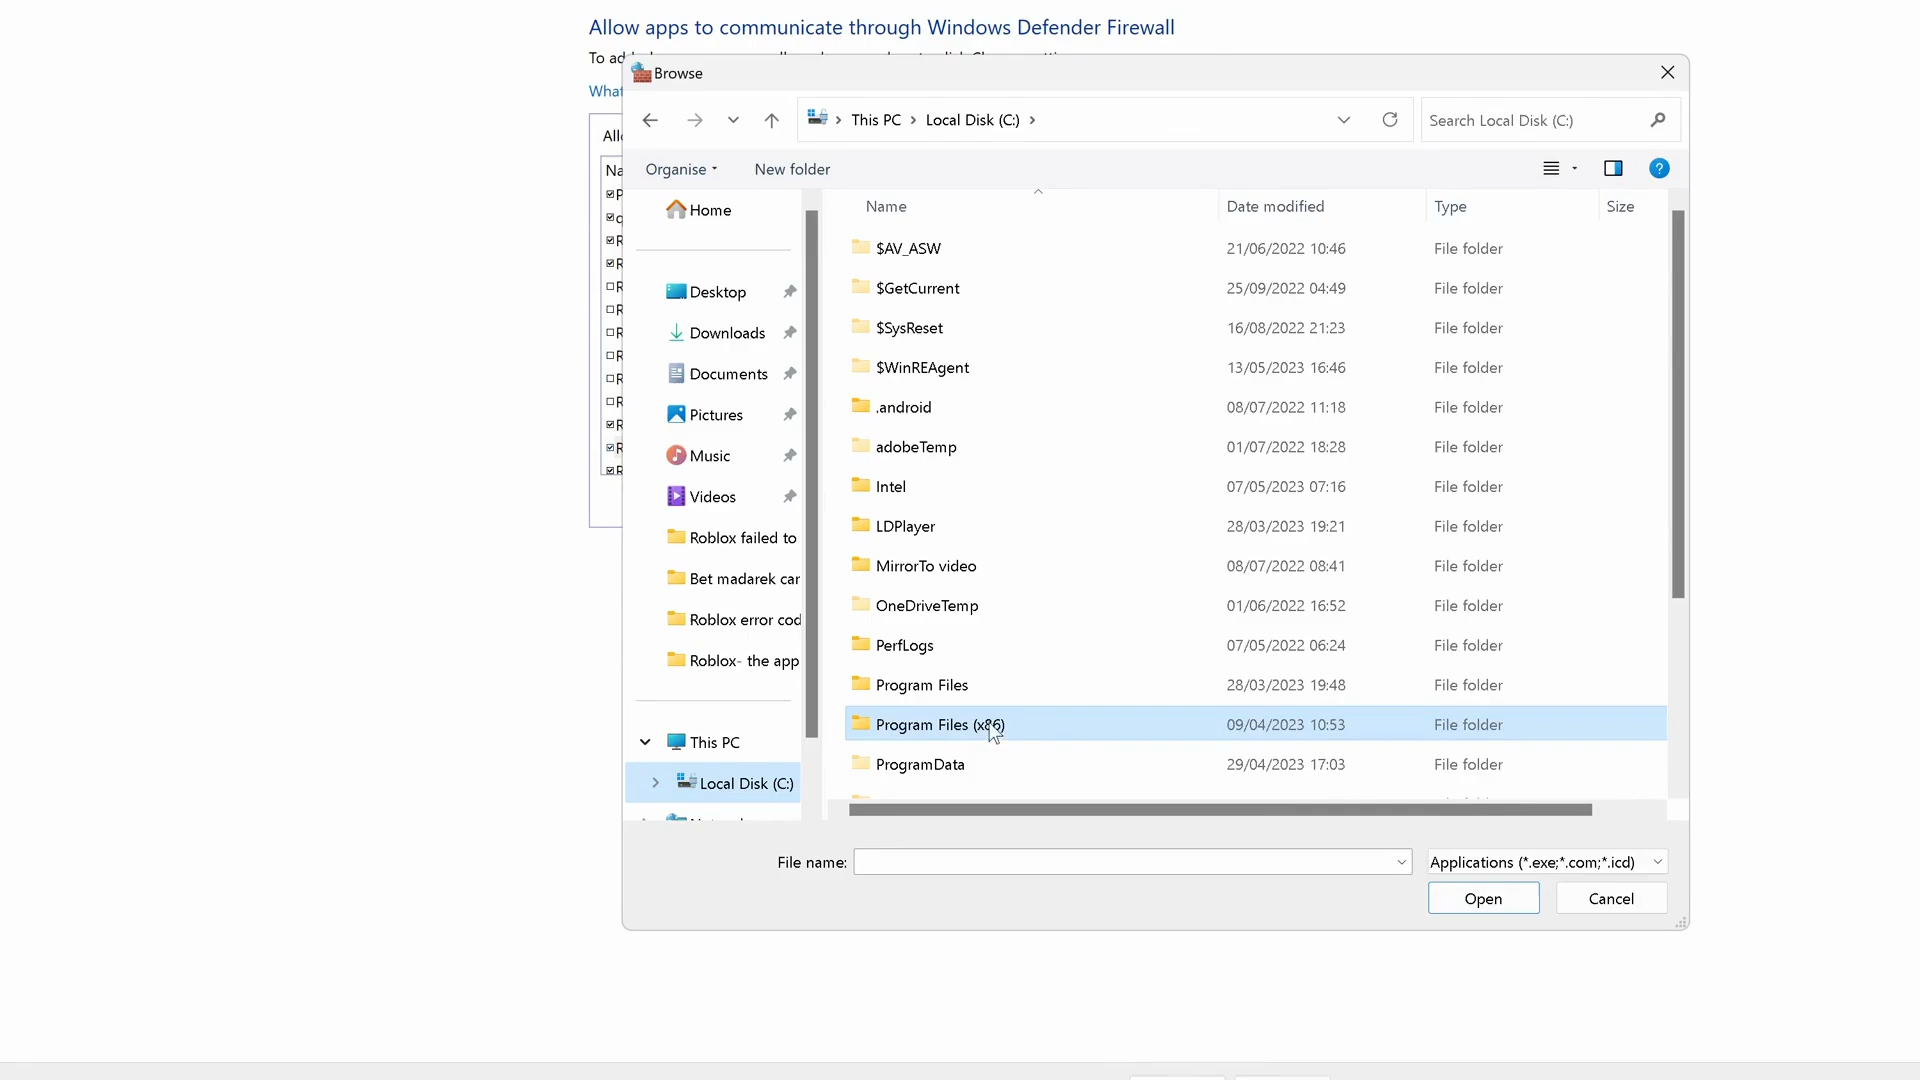 Allow apps to communicate through Windows Defender Firewall
To ad
Browse
What
This PC
Local Disk (C:)
Search Local Disk (C:)
All
Organise
New folder
Na
Home
Desktop
Downloads
Documents
Pictures
Music
Videos
Roblox failed to
Bet madarek car
Roblox error cod
Roblox- the app
This PC
Local Disk (C:)
Name Date modified Type Size
$AV_ASW 21/06/2022 10:46 File folder
$GetCurrent 25/09/2022 04:49 File folder
$SysReset 16/08/2022 21:23 File folder
$WinREAgent 13/05/2023 16:46 File folder
.android 08/07/2022 11:18 File folder
adobeTemp 01/07/2022 18:28 File folder
Intel 07/05/2023 07:16 File folder
LDPlayer 28/03/2023 19:21 File folder
MirrorTo video 08/07/2022 08:41 File folder
OneDriveTemp 01/06/2022 16:52 File folder
PerfLogs 07/05/2022 06:24 File folder
Program Files 28/03/2023 19:48 File folder
Program Files (x86) 09/04/2023 10:53 File folder
ProgramData 29/04/2023 17:03 File folder
File name:
Applications (*.exe;*.com;*.icd)
Open
Cancel